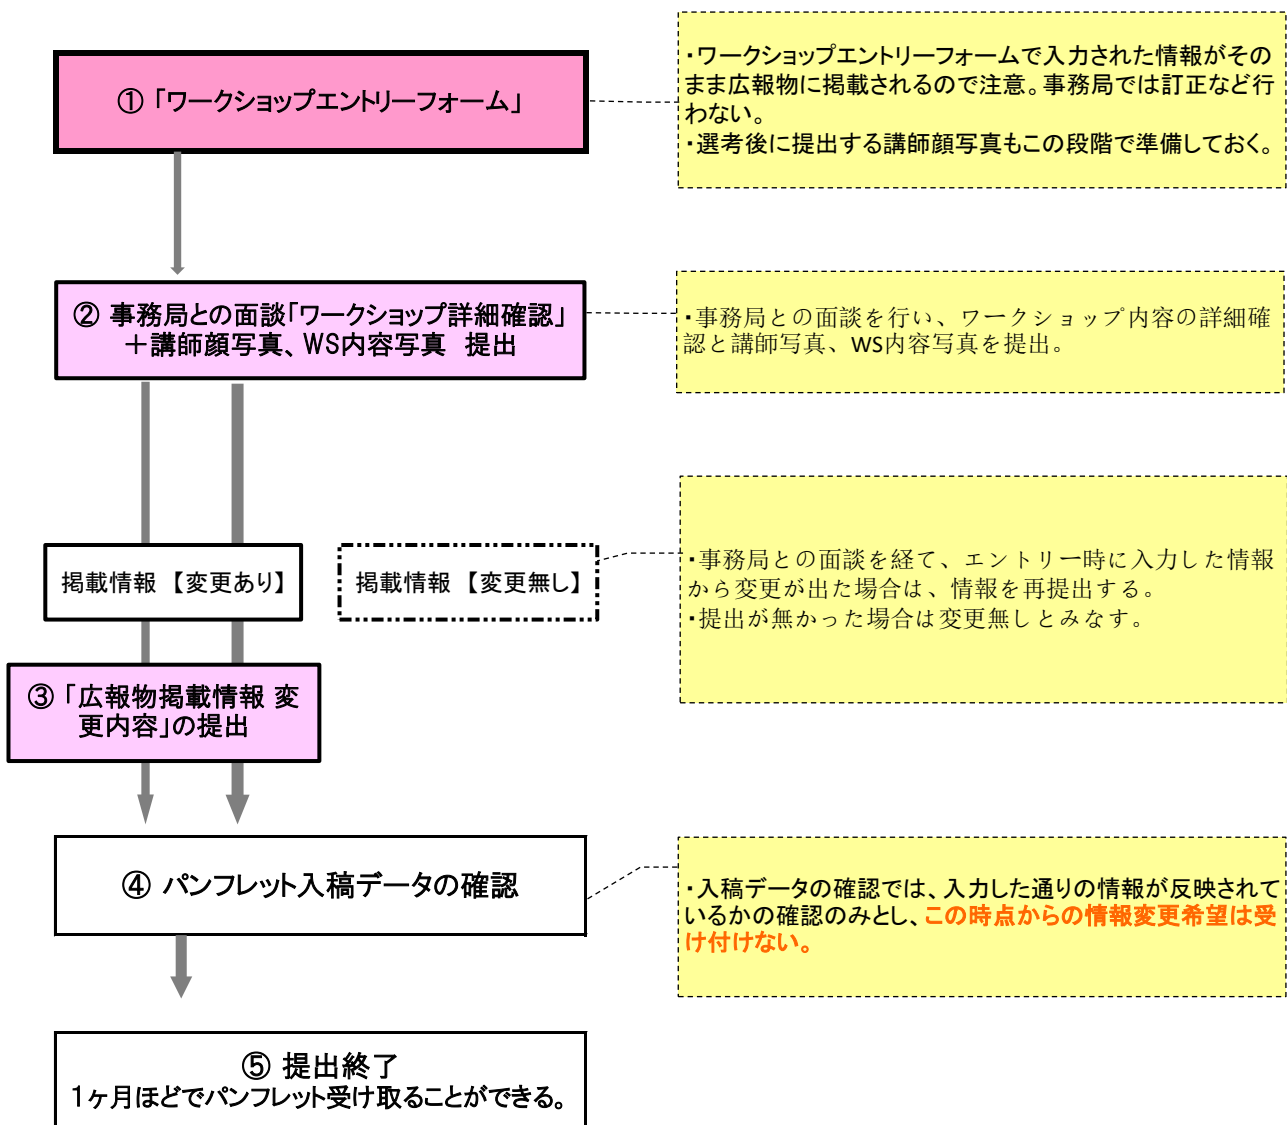 ①「ワークショップエントリーフォーム」
・ワークショップエントリーフォームで入力された情報がその
まま広報物に掲載されるので注意。事務局では訂正など行
わない。
・選考後に提出する講師顔写真もこの段階で準備しておく。
② 事務局との面談「ワークショップ詳細確認」
＋講師顔写真、WS内容写真　提出
・事務局との面談を行い、ワークショップ内容の詳細確
認と講師写真、WS内容写真を提出。
掲載情報 【変更あり】
掲載情報 【変更無し】
・事務局との面談を経て、エントリー時に入力した情報
から変更が出た場合は、情報を再提出する。
・提出が無かった場合は変更無しとみなす。
③「広報物掲載情報 変
更内容」の提出
④ パンフレット入稿データの確認
・入稿データの確認では、入力した通りの情報が反映されて
いるかの確認のみとし、この時点からの情報変更希望は受
け付けない。
⑤ 提出終了
1ヶ月ほどでパンフレット受け取ることができる。